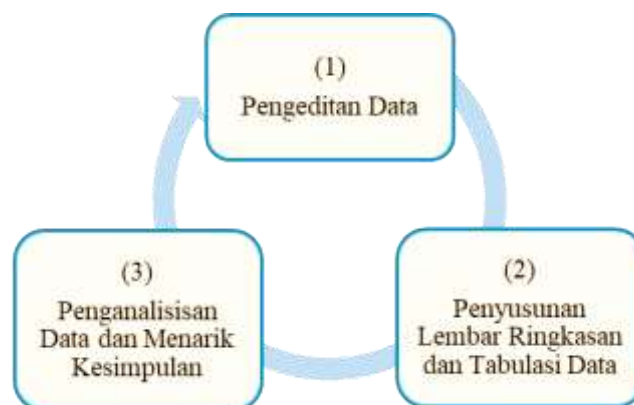 (1)
Pengeditan Data
(2)
Penyusunan
Lembar Ringkasan
dan Tabulasi Data
(3)
Penganalisisan
Data dan Menarik
Kesimpulan